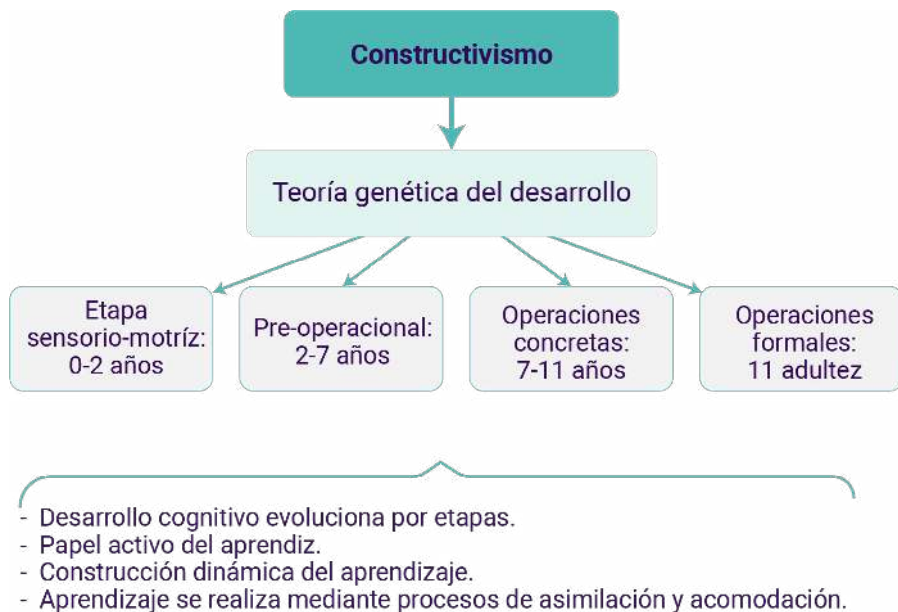 Constructivismo
Teoría genética del desarrollo
Etapa
sensorio-motríz:
0-2 años
Pre-operacional:
2-7 años
Operaciones
concretas:
7-11 años
Operaciones
formales:
11 adultez
- Desarrollo cognitivo evoluciona por etapas.
- Papel activo del aprendiz.
- Construcción dinámica del aprendizaje.
- Aprendizaje se realiza mediante procesos de asimilación y acomodación.